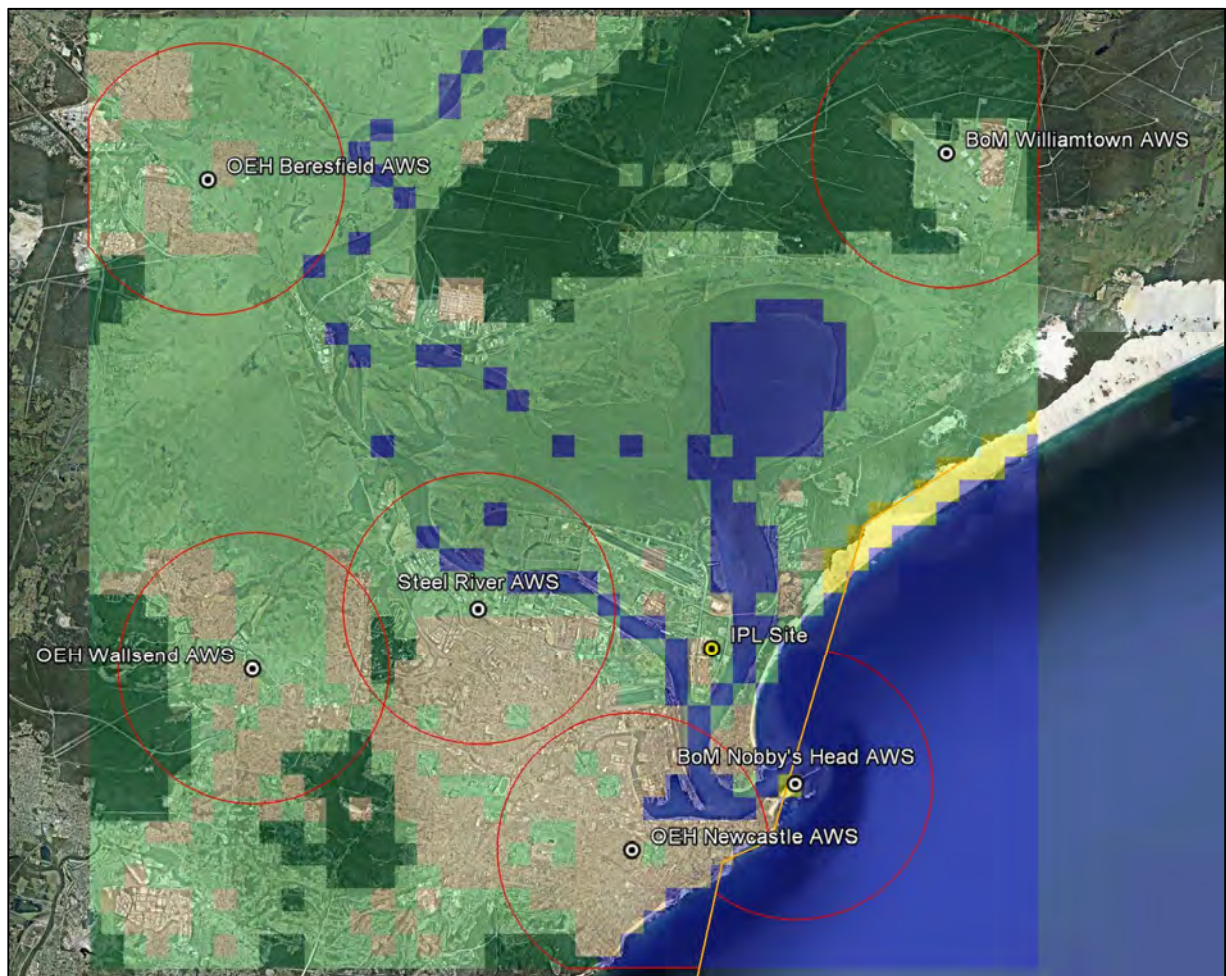 BoM Williamtown AWS
OEH Beresfield AWS
Steel River AWS
IPL Site
OEH Wallsend AWS
BoM Nobby's Head AWS
OEH Newcastle AWS